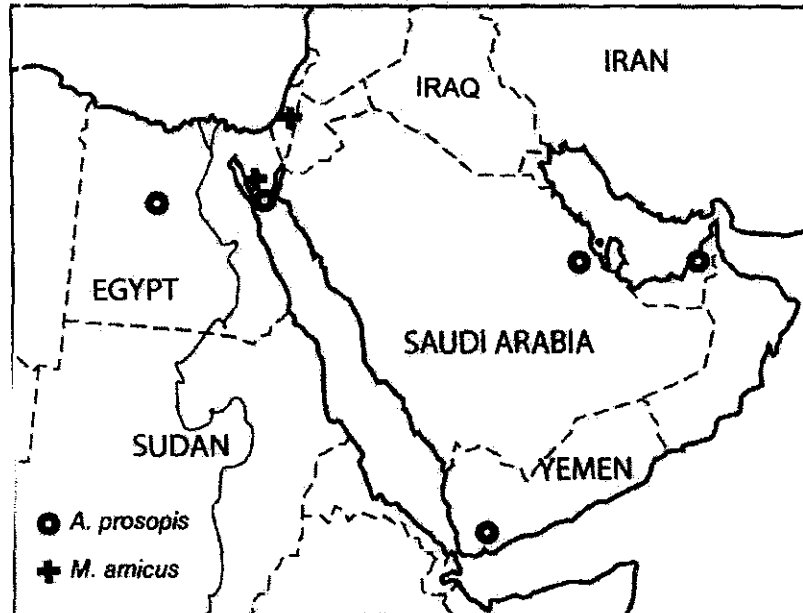 IRAN
IRAQ
EGYPT
SAUDI ARABIA
SUDAN
YEMEN
A. prosopis
M. amicus